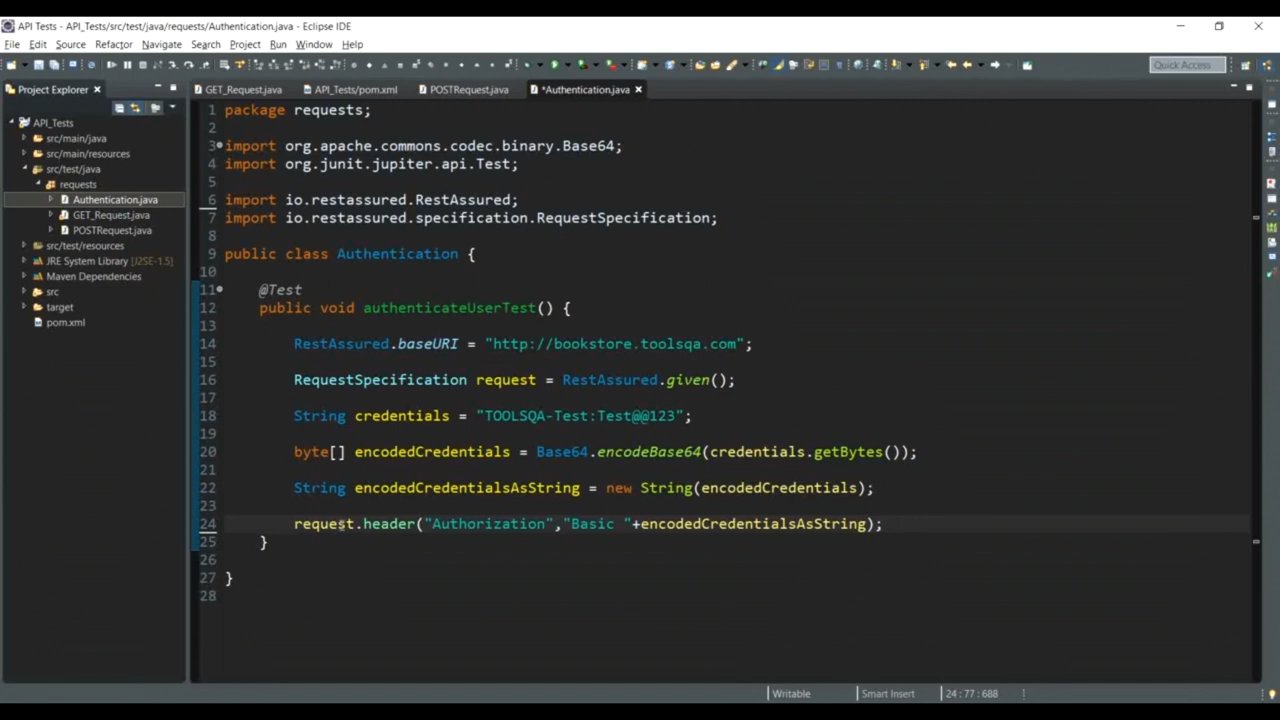 API Tests - API_Tests/src/test/java/requests/Authentication.java - Eclipse IDE
File Edit Source Refactor Navigate Search Project Run Window Help
Quick Access
Project Explorer
GET_Request.java API_Tests/pom.xml POSTRequest.java *Authentication.java
API_Tests
src/main/java
src/main/resources
src/test/java
requests
Authentication.java
GET_Request.java
POSTRequest.java
src/test/resources
JRE System Library [J2SE-1.5]
Maven Dependencies
src
target
pom.xml
1 package requests;
2
3 import org.apache.commons.codec.binary.Base64;
4 import org.junit.jupiter.api.Test;
5
6 import io.restassured.RestAssured;
7 import io.restassured.specification.RequestSpecification;
8
9 public class Authentication {
10
11 @Test
12 public void authenticateUserTest() {
13
14 RestAssured.baseURI = "http://bookstore.toolsqa.com";
15
16 RequestSpecification request = RestAssured.given();
17
18 String credentials = "TOOLSQA-Test:Test@@123";
19
20 byte[] encodedCredentials = Base64.encodeBase64(credentials.getBytes());
21
22 String encodedCredentialsAsString = new String(encodedCredentials);
23
24 request.header("Authorization","Basic "+encodedCredentialsAsString);
25 }
26
27 }
28
Writable Smart Insert 24 : 77 : 688